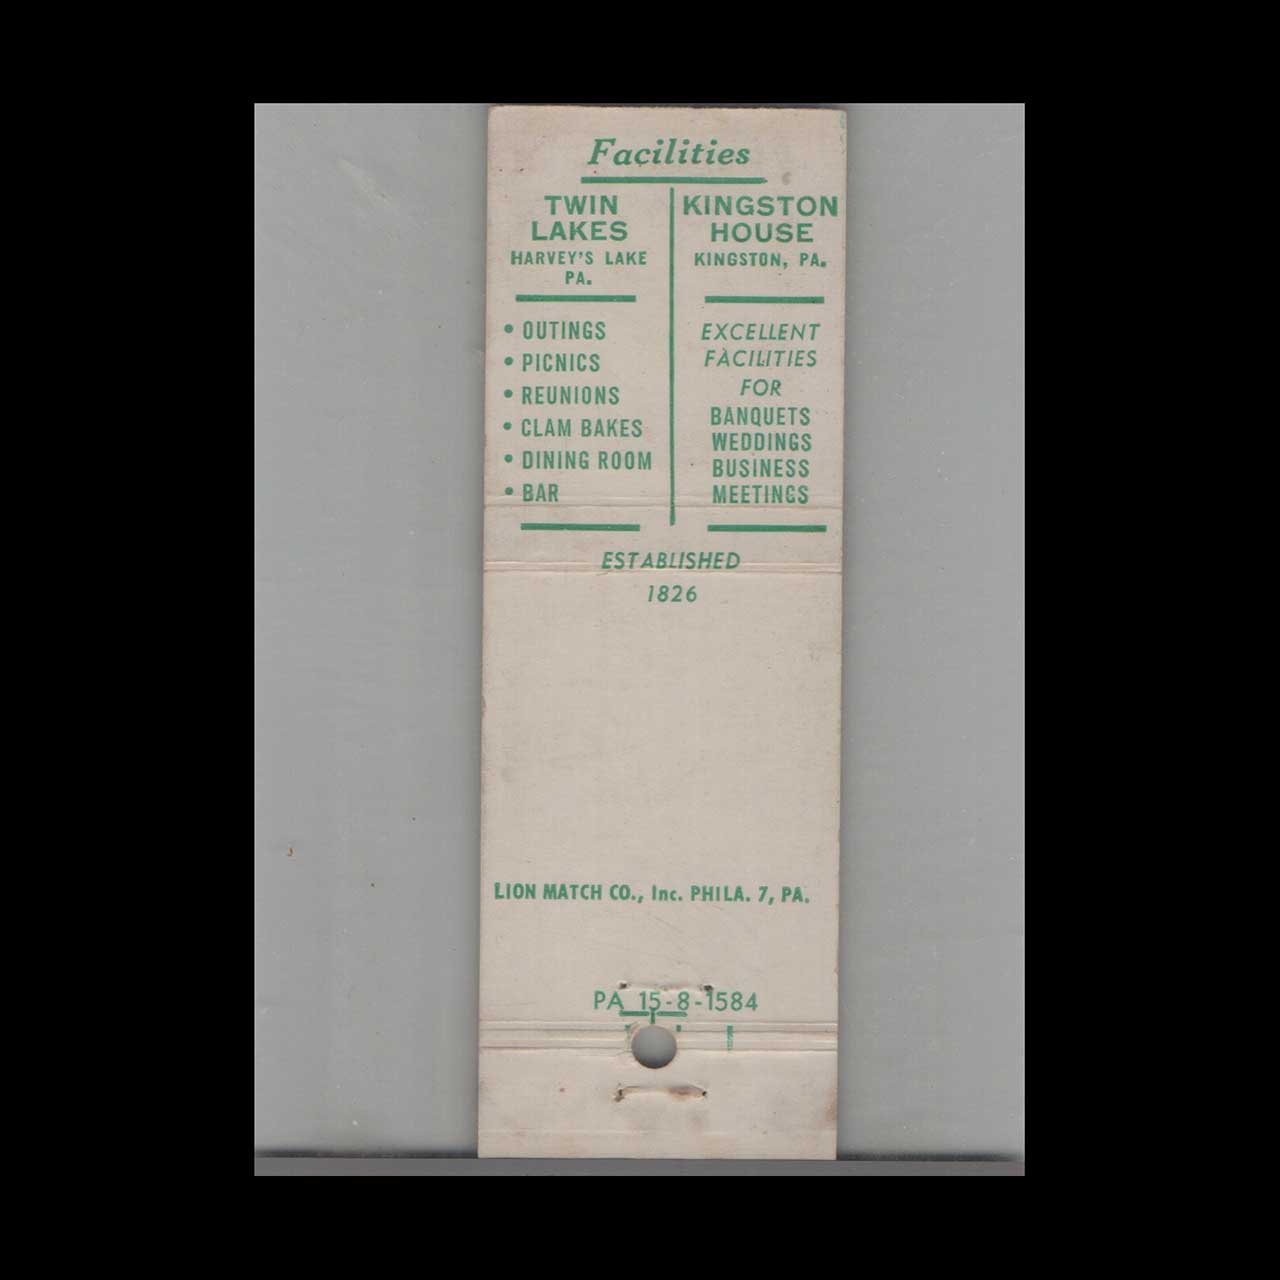 Facilities
TWIN
LAKES
HARVEY'S LAKE
PA.
• OUTINGS
• PICNICS
• REUNIONS
• CLAM BAKES
• DINING ROOM
• BAR
KINGSTON
HOUSE
KINGSTON, PA.
EXCELLENT
FACILITIES
FOR
BANQUETS
WEDDINGS
BUSINESS
MEETINGS
ESTABLISHED
1826
LION MATCH CO., Inc. PHILA. 7, PA.
PA 15-8-1584